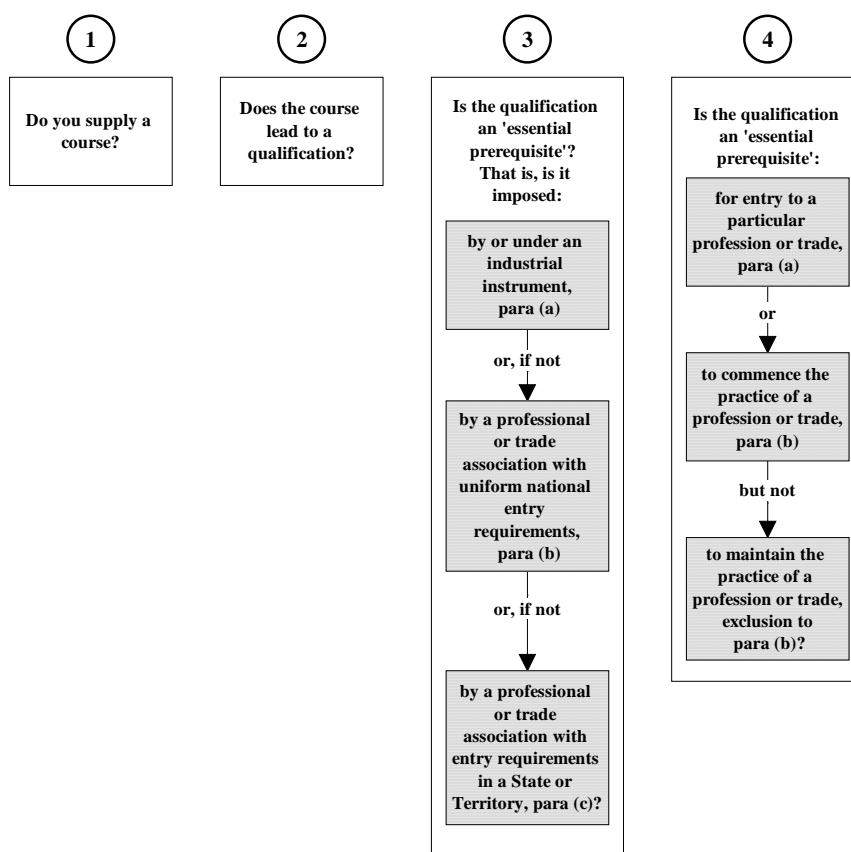 1
Do you supply a
course?
2
Does the course
lead to a
qualification?
3
Is the qualification
an 'essential
prerequisite'?
That is, is it
imposed:
by or under an
industrial
instrument,
para (a)
or, if not
by a professional
or trade
association with
uniform national
entry
requirements,
para (b)
or, if not
by a professional
or trade
association with
entry requirements
in a State or
Territory, para (c)?
4
Is the qualification
an 'essential
prerequisite':
for entry to a
particular
profession or trade,
para (a)
or
to commence the
practice of a
profession or trade,
para (b)
but not
to maintain the
practice of a
profession or trade,
exclusion to
para (b)?